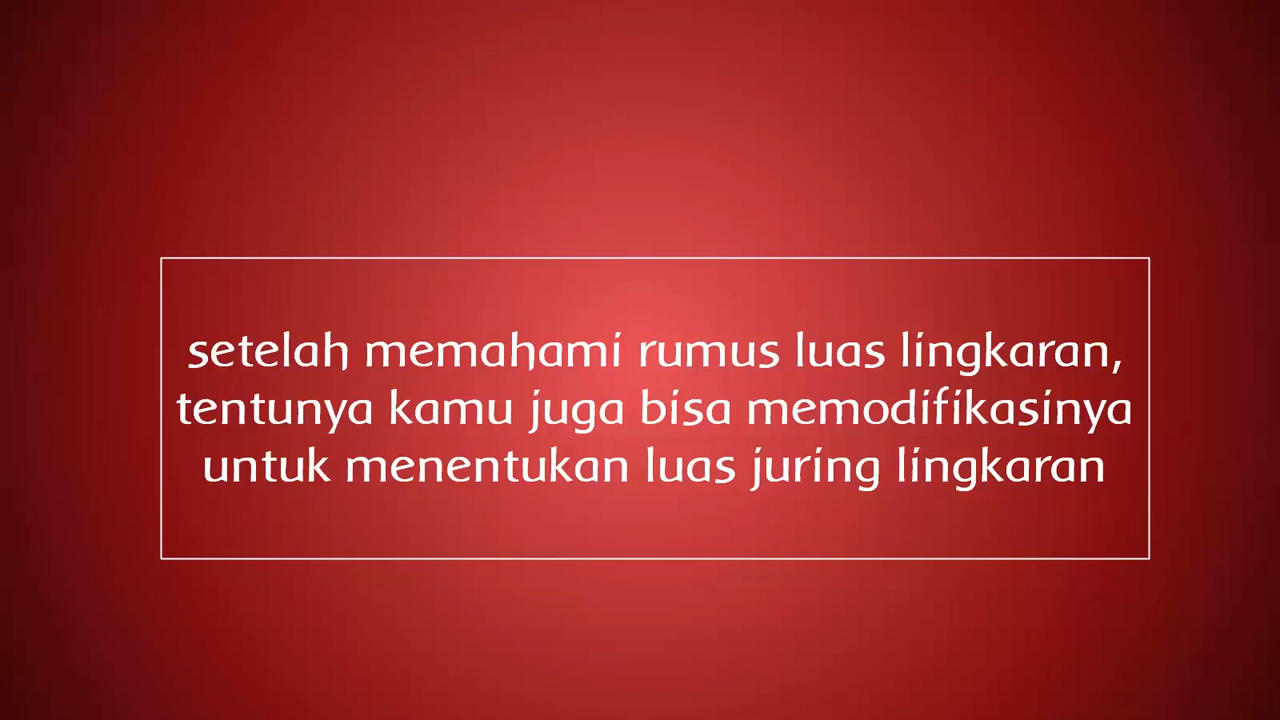 setelah memahami rumus luas lingkaran,
tentunya kamu juga bisa memodifikasinya
untuk menentukan luas juring lingkaran